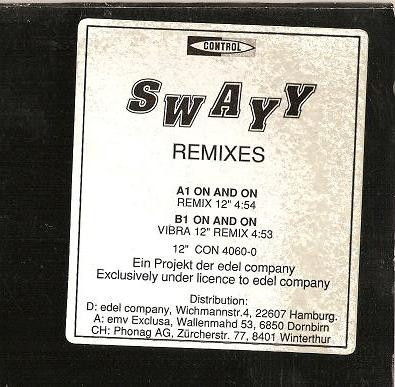 CONTROL
SWAYY
REMIXES
A1 ON AND ON
REMIX 12" 4:54
B1 ON AND ON
VIBRA 12" REMIX 4:53
12" CON 4060-0
Ein Projekt der edel company
Exclusively under licence to edel company
Distribution:
D: edel company, Wichmannstr.4, 22607 Hamburg.
A: emv Exclusa, Wallenmahd 53, 6850 Dornbirn
CH: Phonag AG, Zürcherstr. 77, 8401 Winterthur